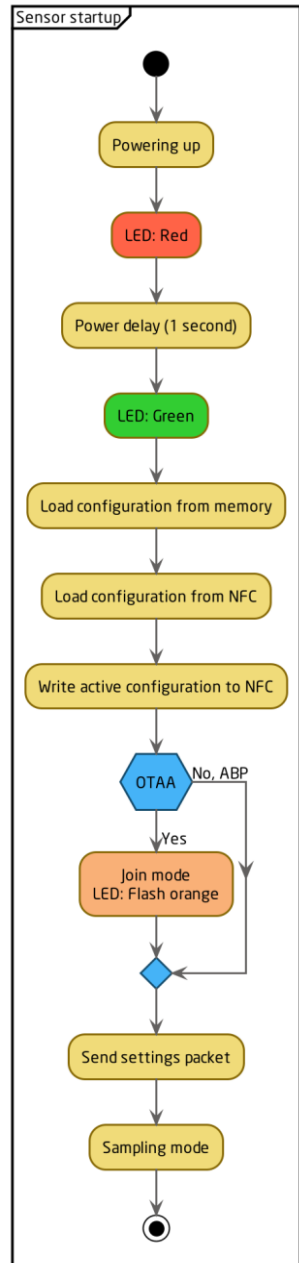 Sensor startup
Powering up
LED: Red
Power delay (1 second)
LED: Green
Load configuration from memory
Load configuration from NFC
Write active configuration to NFC
OTAA
No, ABP
Yes
Join mode
LED: Flash orange
Send settings packet
Sampling mode